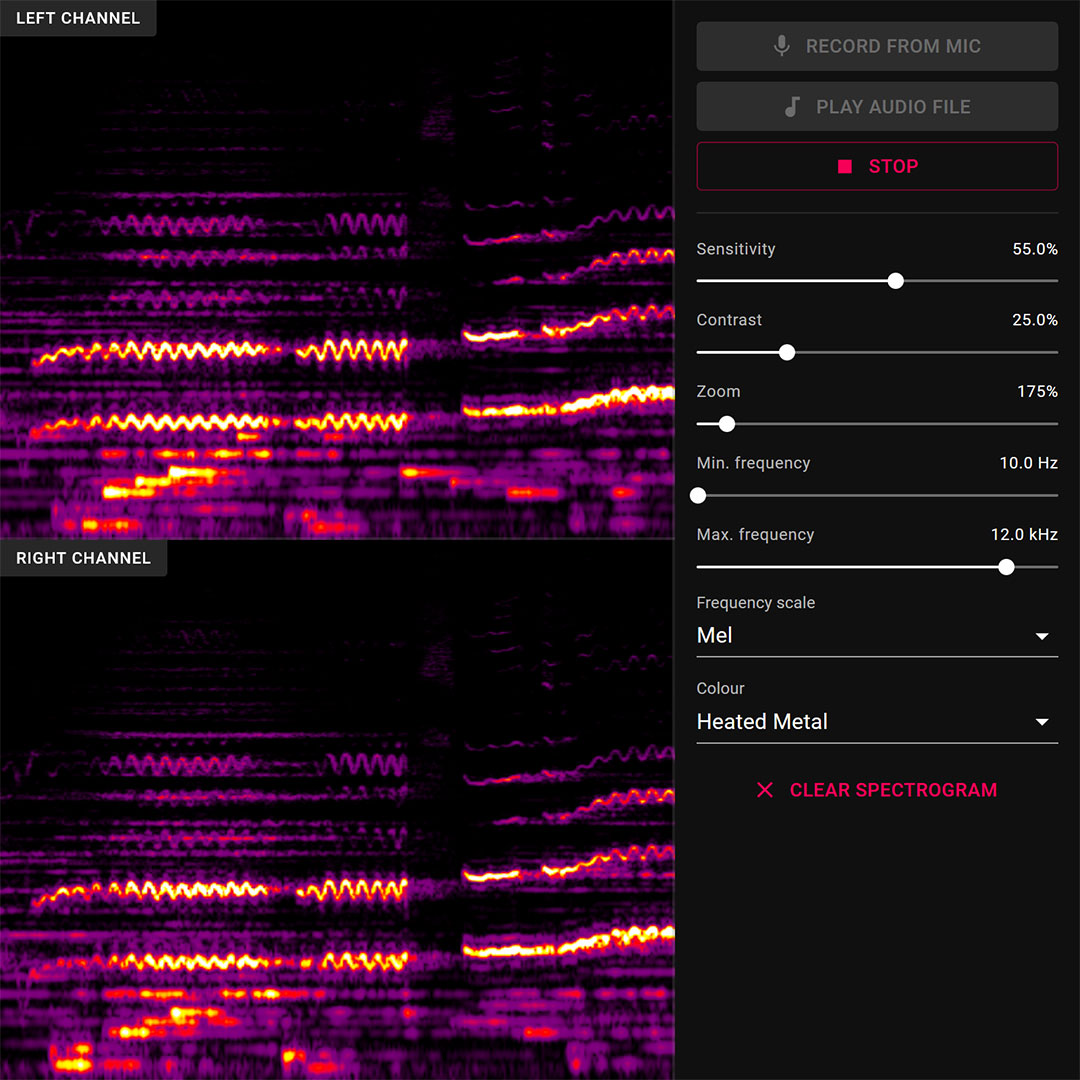 LEFT CHANNEL
RIGHT CHANNEL
RECORD FROM MIC
PLAY AUDIO FILE
STOP
Sensitivity 55.0%
Contrast 25.0%
Zoom 175%
Min. frequency 10.0 Hz
Max. frequency 12.0 kHz
Frequency scale
Mel
Colour
Heated Metal
CLEAR SPECTROGRAM